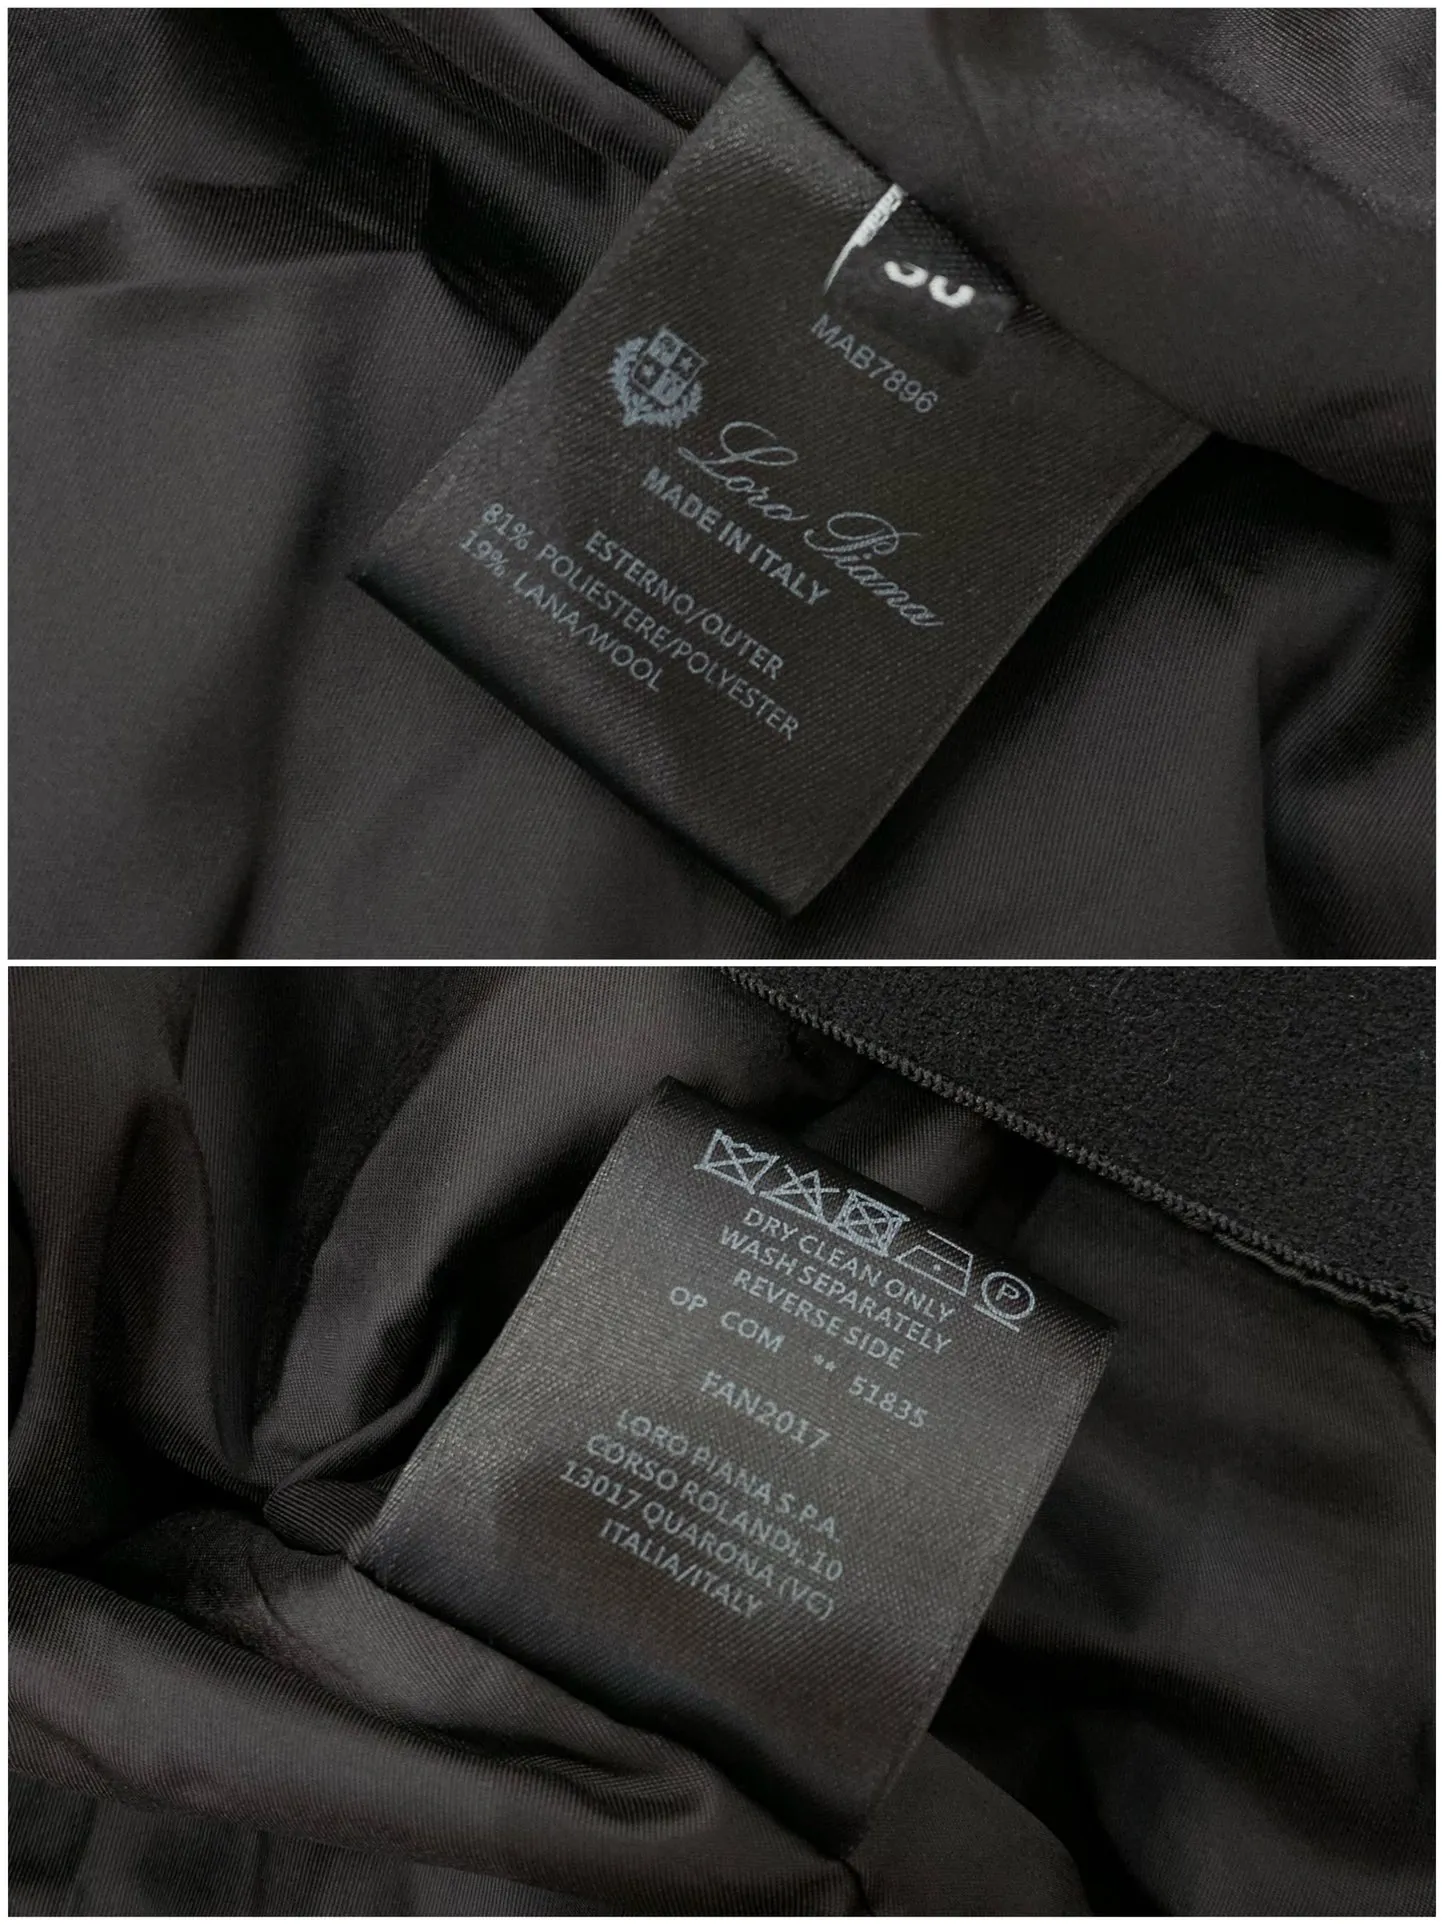 MAB7896
Loro Piana
MADE IN ITALY
ESTERNO/OUTER
81% POLIESTERE/POLYESTER
19% LANA/WOOL
P
DRY CLEAN ONLY
WASH SEPARATELY
REVERSE SIDE
OP COM ** 51835
FAN2017
LORO PIANA S.P.A.
CORSO ROLANDI, 10
13017 QUARONA (VC)
ITALIA/ITALY